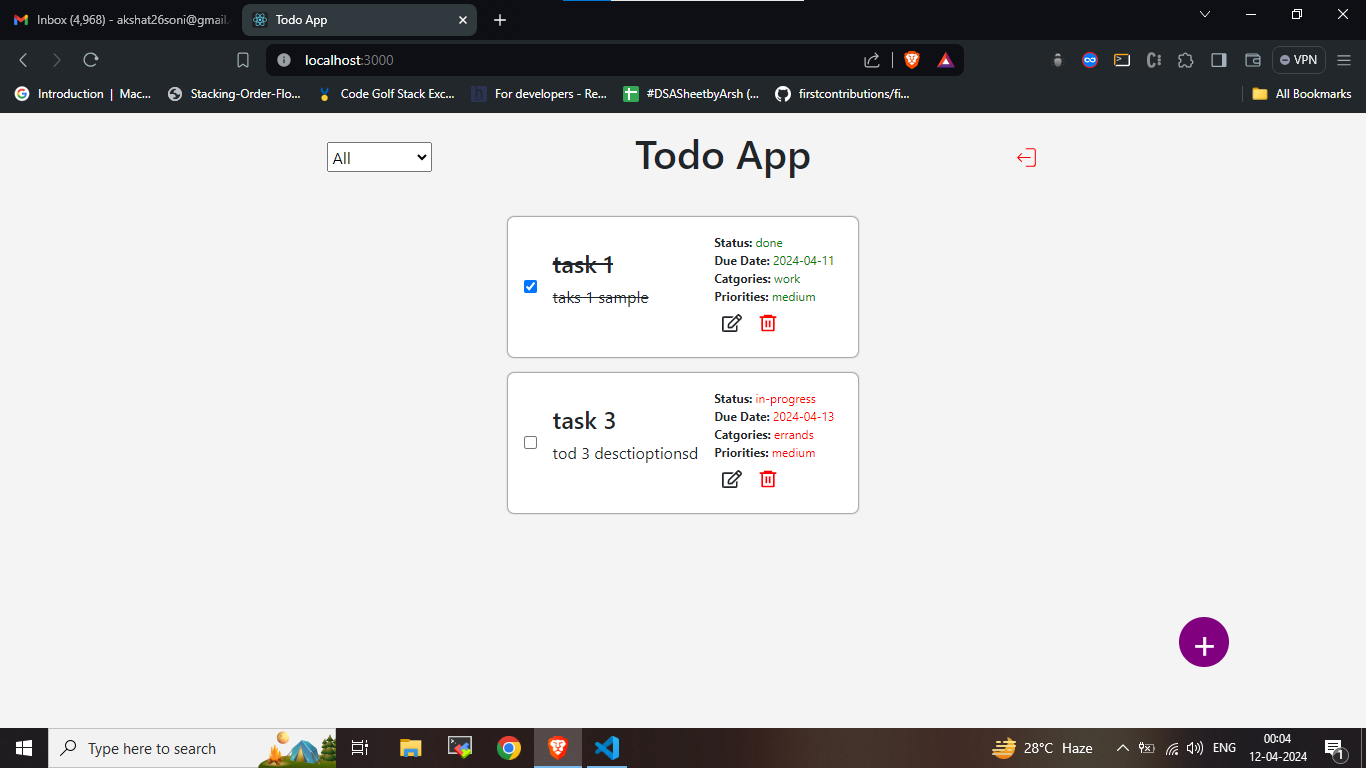 Inbox (4,968) - akshat26soni@gmail.
Todo App
localhost:3000
VPN
Introduction | Mac...
Stacking-Order-Flo...
Code Golf Stack Exc...
For developers - Re...
#DSASheetbyArsh (...
firstcontributions/fi...
All Bookmarks
All
Todo App
task 1
taks 1 sample
Status: done
Due Date: 2024-04-11
Catgories: work
Priorities: medium
task 3
tod 3 desctioptionsd
Status: in-progress
Due Date: 2024-04-13
Catgories: errands
Priorities: medium
+
Type here to search
28°C Haze
ENG
00:04
12-04-2024
1